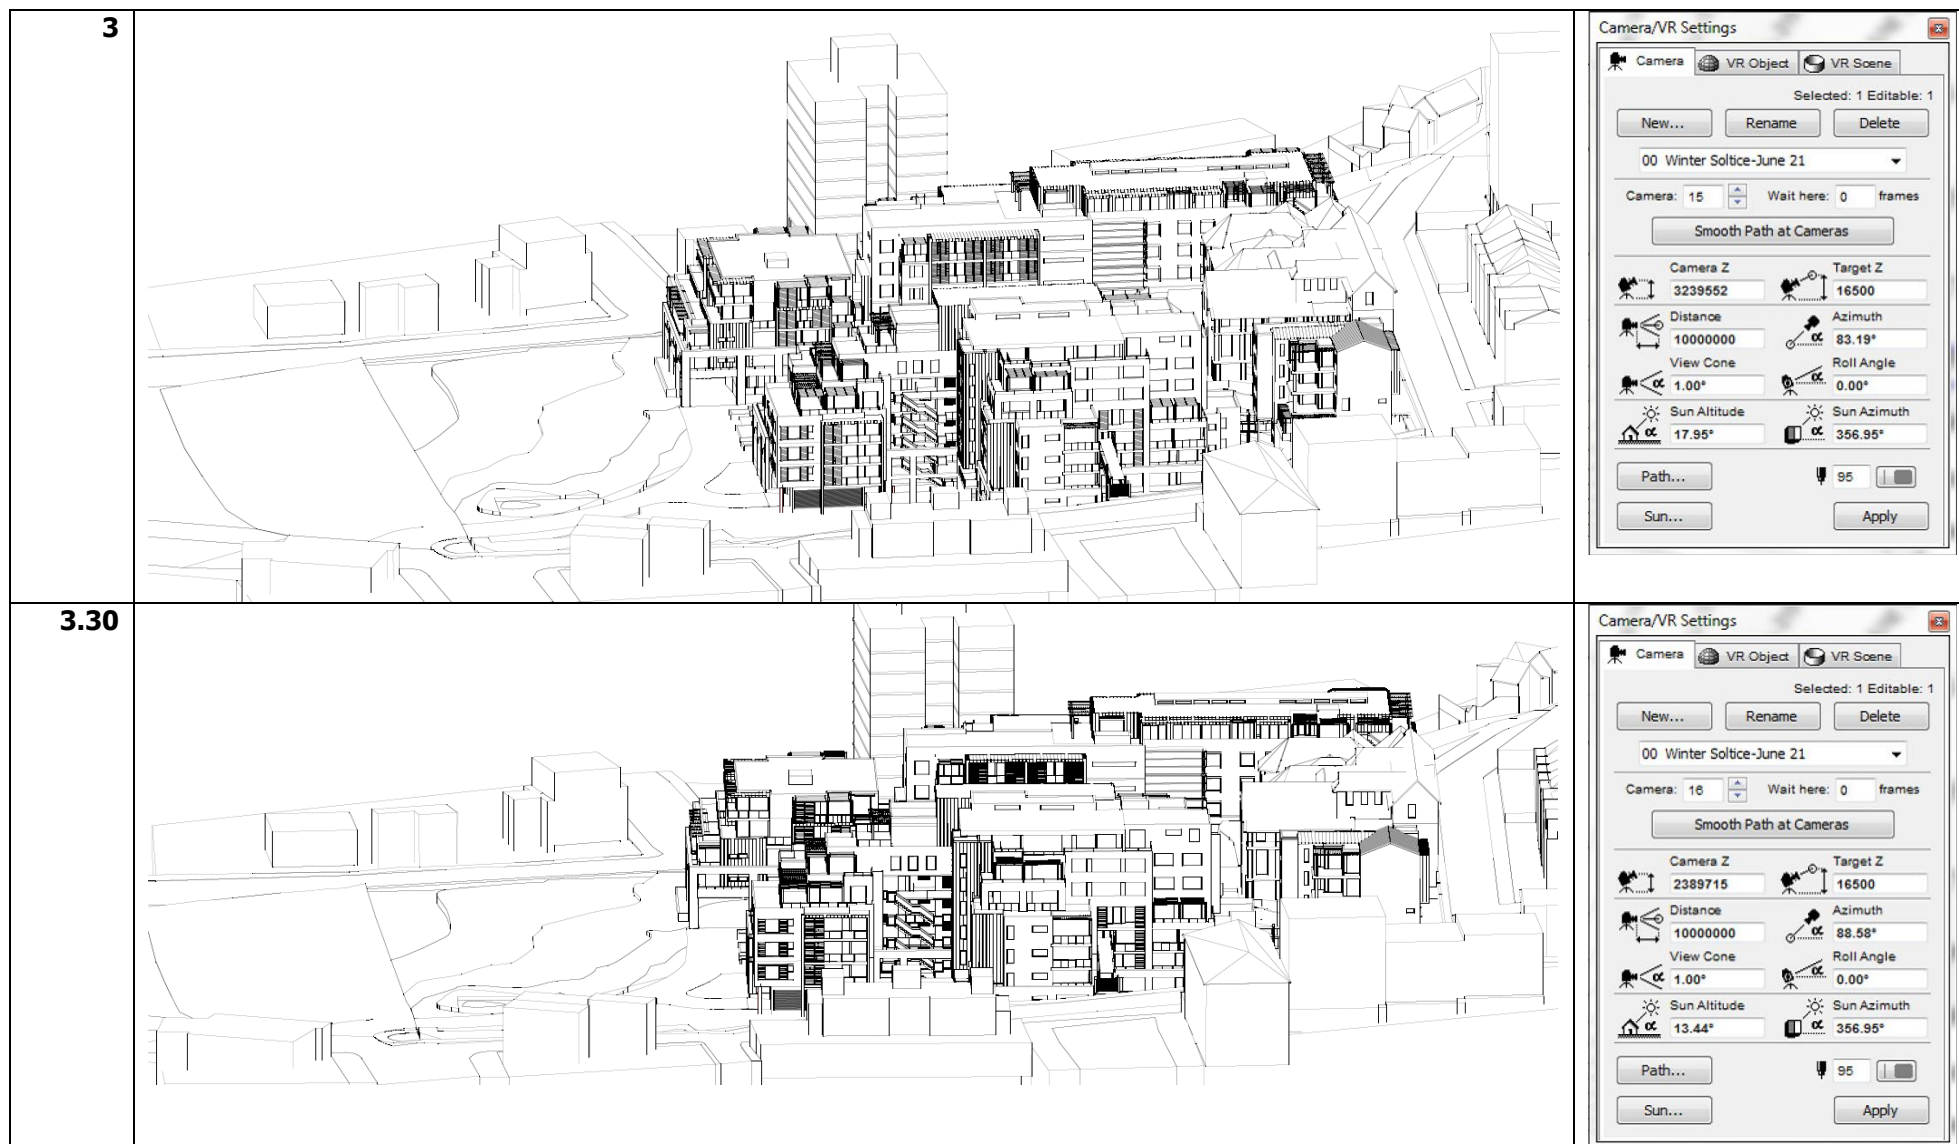 3
Camera/VR Settings
Camera VR Object VR Scene
Selected: 1 Editable: 1
New... Rename Delete
00 Winter Soltice-June 21
Camera: 15 Wait here: 0 frames
Smooth Path at Cameras
Camera Z Target Z
3239552 16500
Distance Azimuth
10000000 α 83.19°
View Cone Roll Angle
α 1.00° α 0.00°
Sun Altitude Sun Azimuth
α 17.95° α 356.95°
Path... 95
Sun... Apply
3.30
Camera/VR Settings
Camera VR Object VR Scene
Selected: 1 Editable: 1
New... Rename Delete
00 Winter Soltice-June 21
Camera: 16 Wait here: 0 frames
Smooth Path at Cameras
Camera Z Target Z
2389715 16500
Distance Azimuth
10000000 α 88.58°
View Cone Roll Angle
α 1.00° α 0.00°
Sun Altitude Sun Azimuth
α 13.44° α 356.95°
Path... 95
Sun... Apply